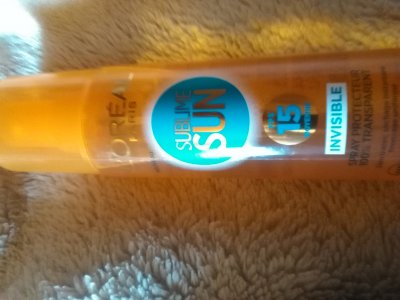 L'ORÉAL
PARIS
SUBLIME
SUN
15
INVISIBLE
SPRAY PROTECTEUR
100% TRANSPARENT